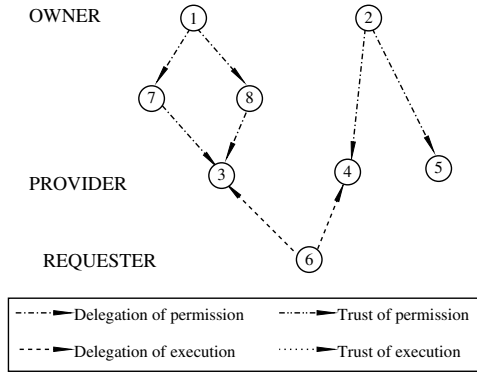 OWNER
1
2
7
8
3
4
5
PROVIDER
6
REQUESTER
Delegation of permission
Trust of permission
Delegation of execution
Trust of execution